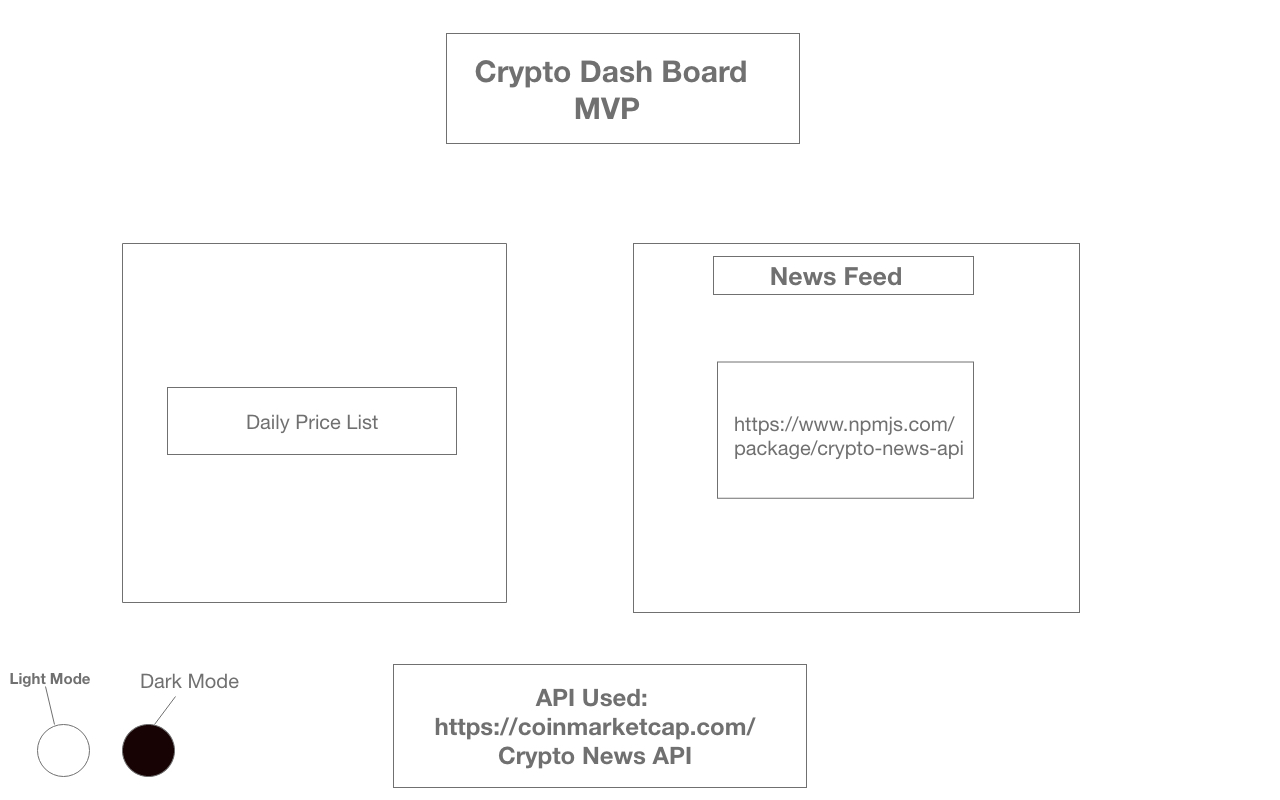 Crypto Dash Board
MVP
Daily Price List
News Feed
https://www.npmjs.com/
package/crypto-news-api
Light Mode
Dark Mode
API Used:
https://coinmarketcap.com/
Crypto News API